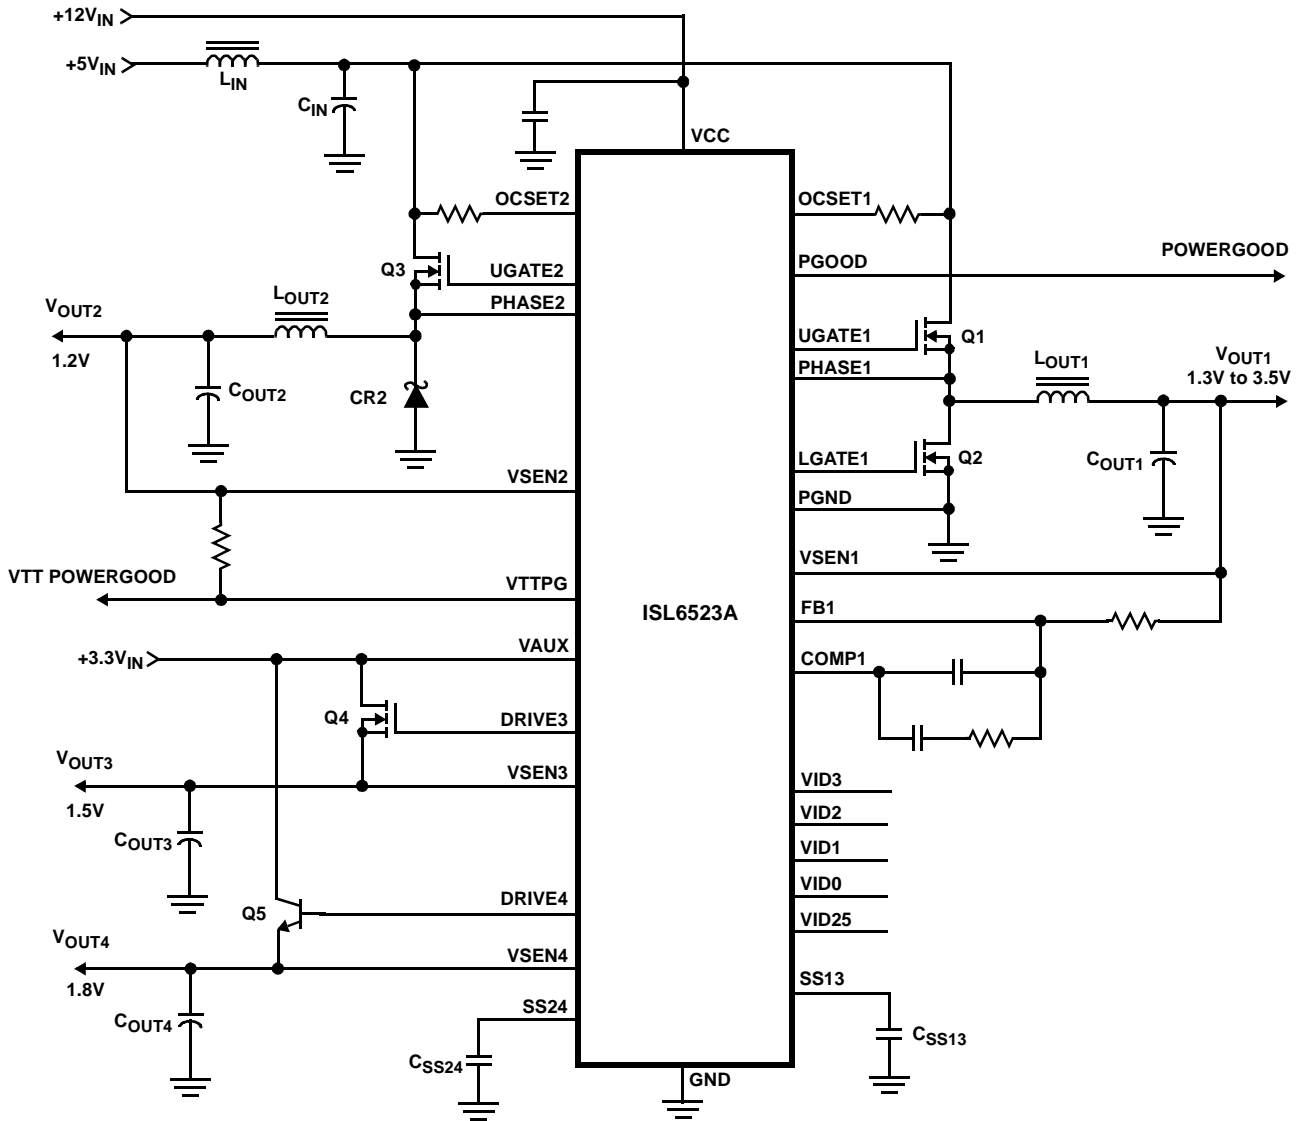 +12VIN
+5VIN
LIN
CIN
VCC
OCSET2
OCSET1
PGOOD
POWERGOOD
Q3
UGATE2
PHASE2
LOUT2
VOUT2
1.2V
COUT2
CR2
UGATE1
Q1
PHASE1
LOUT1
VOUT1
1.3V to 3.5V
LGATE1
Q2
COUT1
PGND
VSEN2
VSEN1
VTT POWERGOOD
VTTPG
ISL6523A
FB1
+3.3VIN
VAUX
COMP1
Q4
DRIVE3
VOUT3
1.5V
VSEN3
COUT3
VID3
VID2
VID1
VID0
VID25
Q5
DRIVE4
VOUT4
1.8V
VSEN4
COUT4
SS24
CSS24
SS13
CSS13
GND